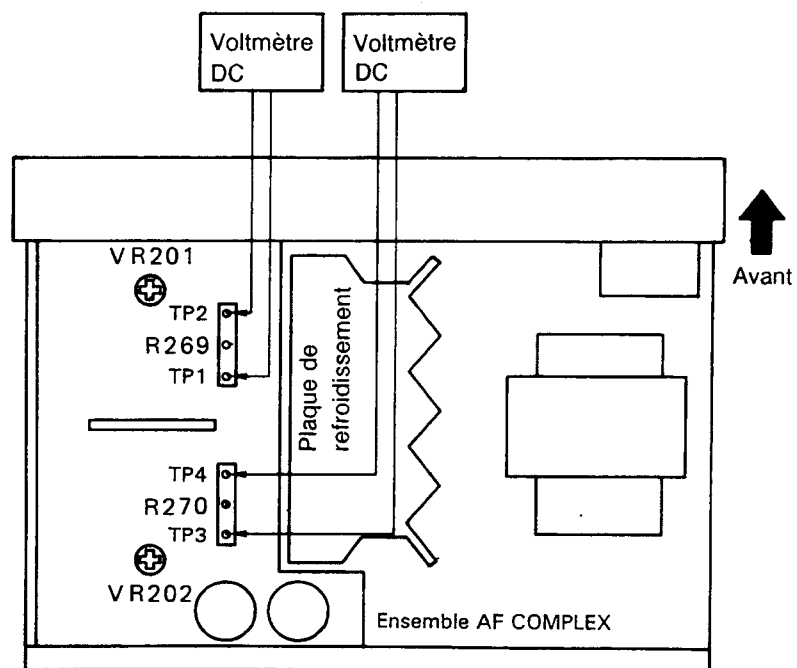 Voltmètre
DC
Voltmètre
DC
Avant
VR201
TP2
R269
TP1
Plaque de
refroidissement
TP4
R270
TP3
VR202
Ensemble AF COMPLEX